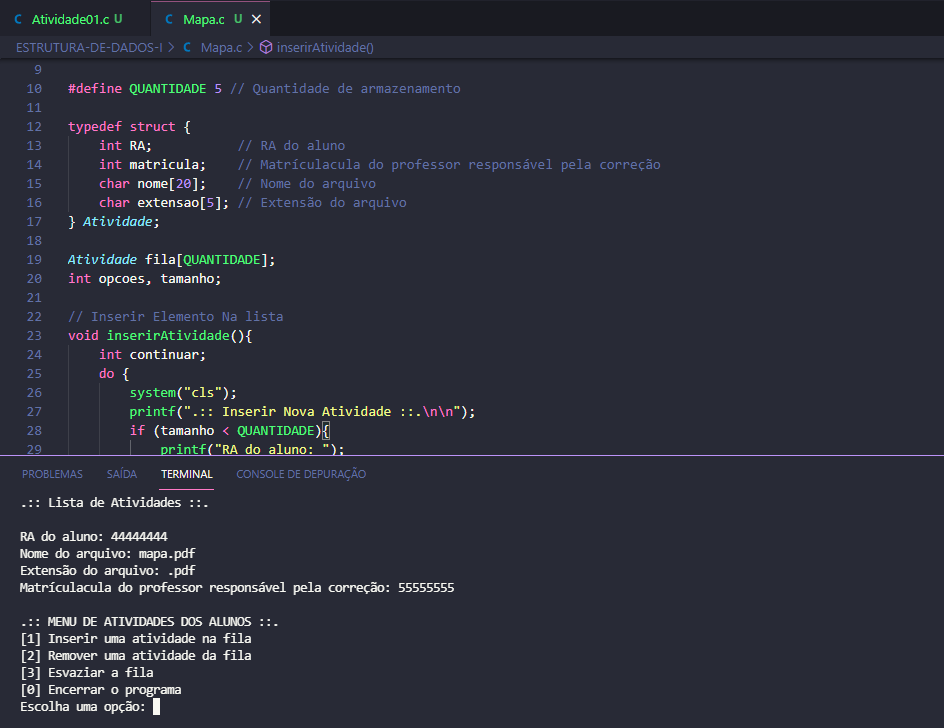 C Atividade01.c U C Mapa.c U ×
ESTRUTURA-DE-DADOS-I > C Mapa.c > inserirAtividade()
9
10 #define QUANTIDADE 5 // Quantidade de armazenamento
11
12 typedef struct {
13 int RA; // RA do aluno
14 int matricula; // Matríulacula do professor responsável pela correção
15 char nome[20]; // Nome do arquivo
16 char extensao[5]; // Extensão do arquivo
17 } Atividade;
18
19 Atividade fila[QUANTIDADE];
20 int opcoes, tamanho;
21
22 // Inserir Elemento Na lista
23 void inserirAtividade(){
24 int continuar;
25 do {
26 system("cls");
27 printf(".:: Inserir Nova Atividade ::.\n\n");
28 if (tamanho < QUANTIDADE){
29 printf("RA do aluno: ");
PROBLEMAS SAÍDA TERMINAL CONSOLE DE DEPURAÇÃO
.:: Lista de Atividades ::.
RA do aluno: 44444444
Nome do arquivo: mapa.pdf
Extensão do arquivo: .pdf
Matrículacula do professor responsável pela correção: 55555555
.:: MENU DE ATIVIDADES DOS ALUNOS ::.
[1] Inserir uma atividade na fila
[2] Remover uma atividade da fila
[3] Esvaziar a fila
[0] Encerrar o programa
Escolha uma opção: